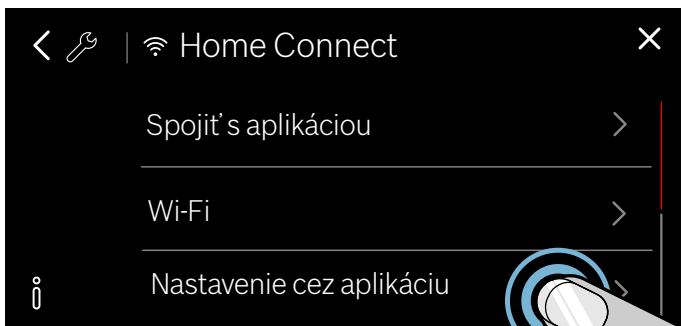 Home Connect
Spojiť s aplikáciou
Wi-Fi
Nastavenie cez aplikáciu